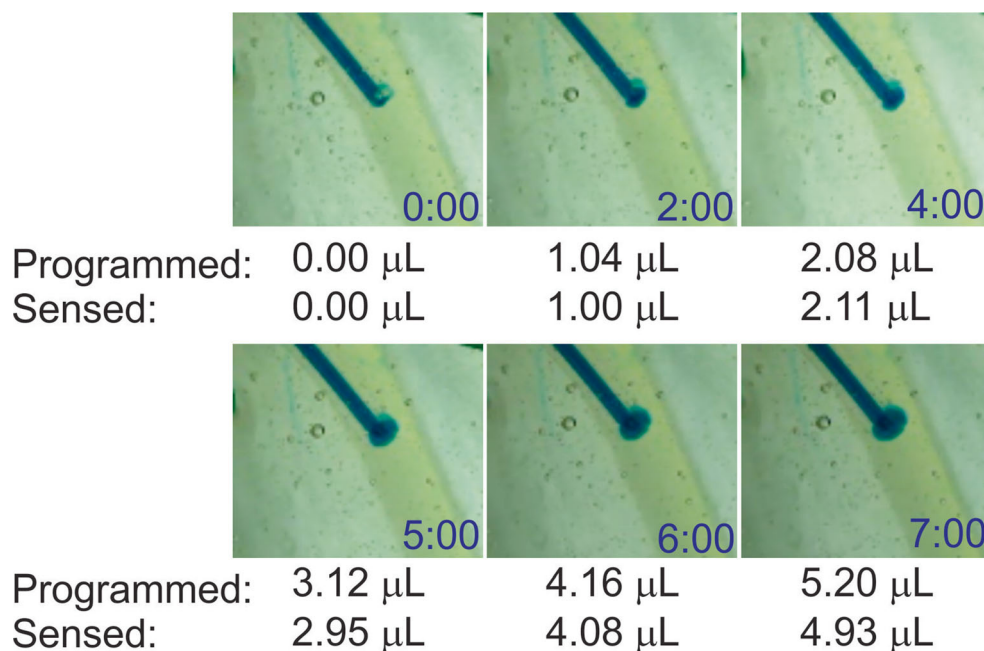 0:00 2:00 4:00
Programmed: 0.00 μL 1.04 μL 2.08 μL
Sensed: 0.00 μL 1.00 μL 2.11 μL
5:00 6:00 7:00
Programmed: 3.12 μL 4.16 μL 5.20 μL
Sensed: 2.95 μL 4.08 μL 4.93 μL